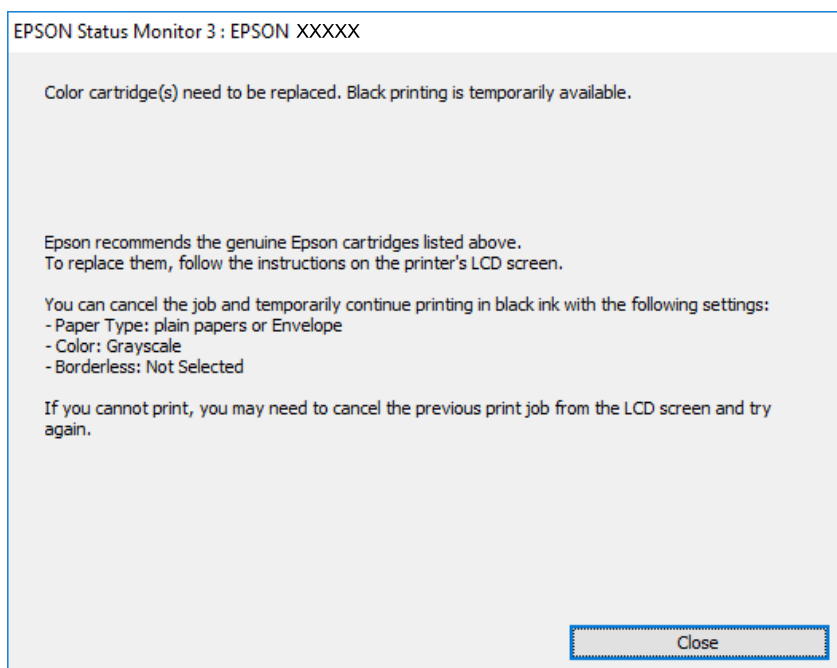 EPSON Status Monitor 3 : EPSON XXXXX
Color cartridge(s) need to be replaced. Black printing is temporarily available.
Epson recommends the genuine Epson cartridges listed above.
To replace them, follow the instructions on the printer's LCD screen.
You can cancel the job and temporarily continue printing in black ink with the following settings:
- Paper Type: plain papers or Envelope
- Color: Grayscale
- Borderless: Not Selected
If you cannot print, you may need to cancel the previous print job from the LCD screen and try
again.
Close